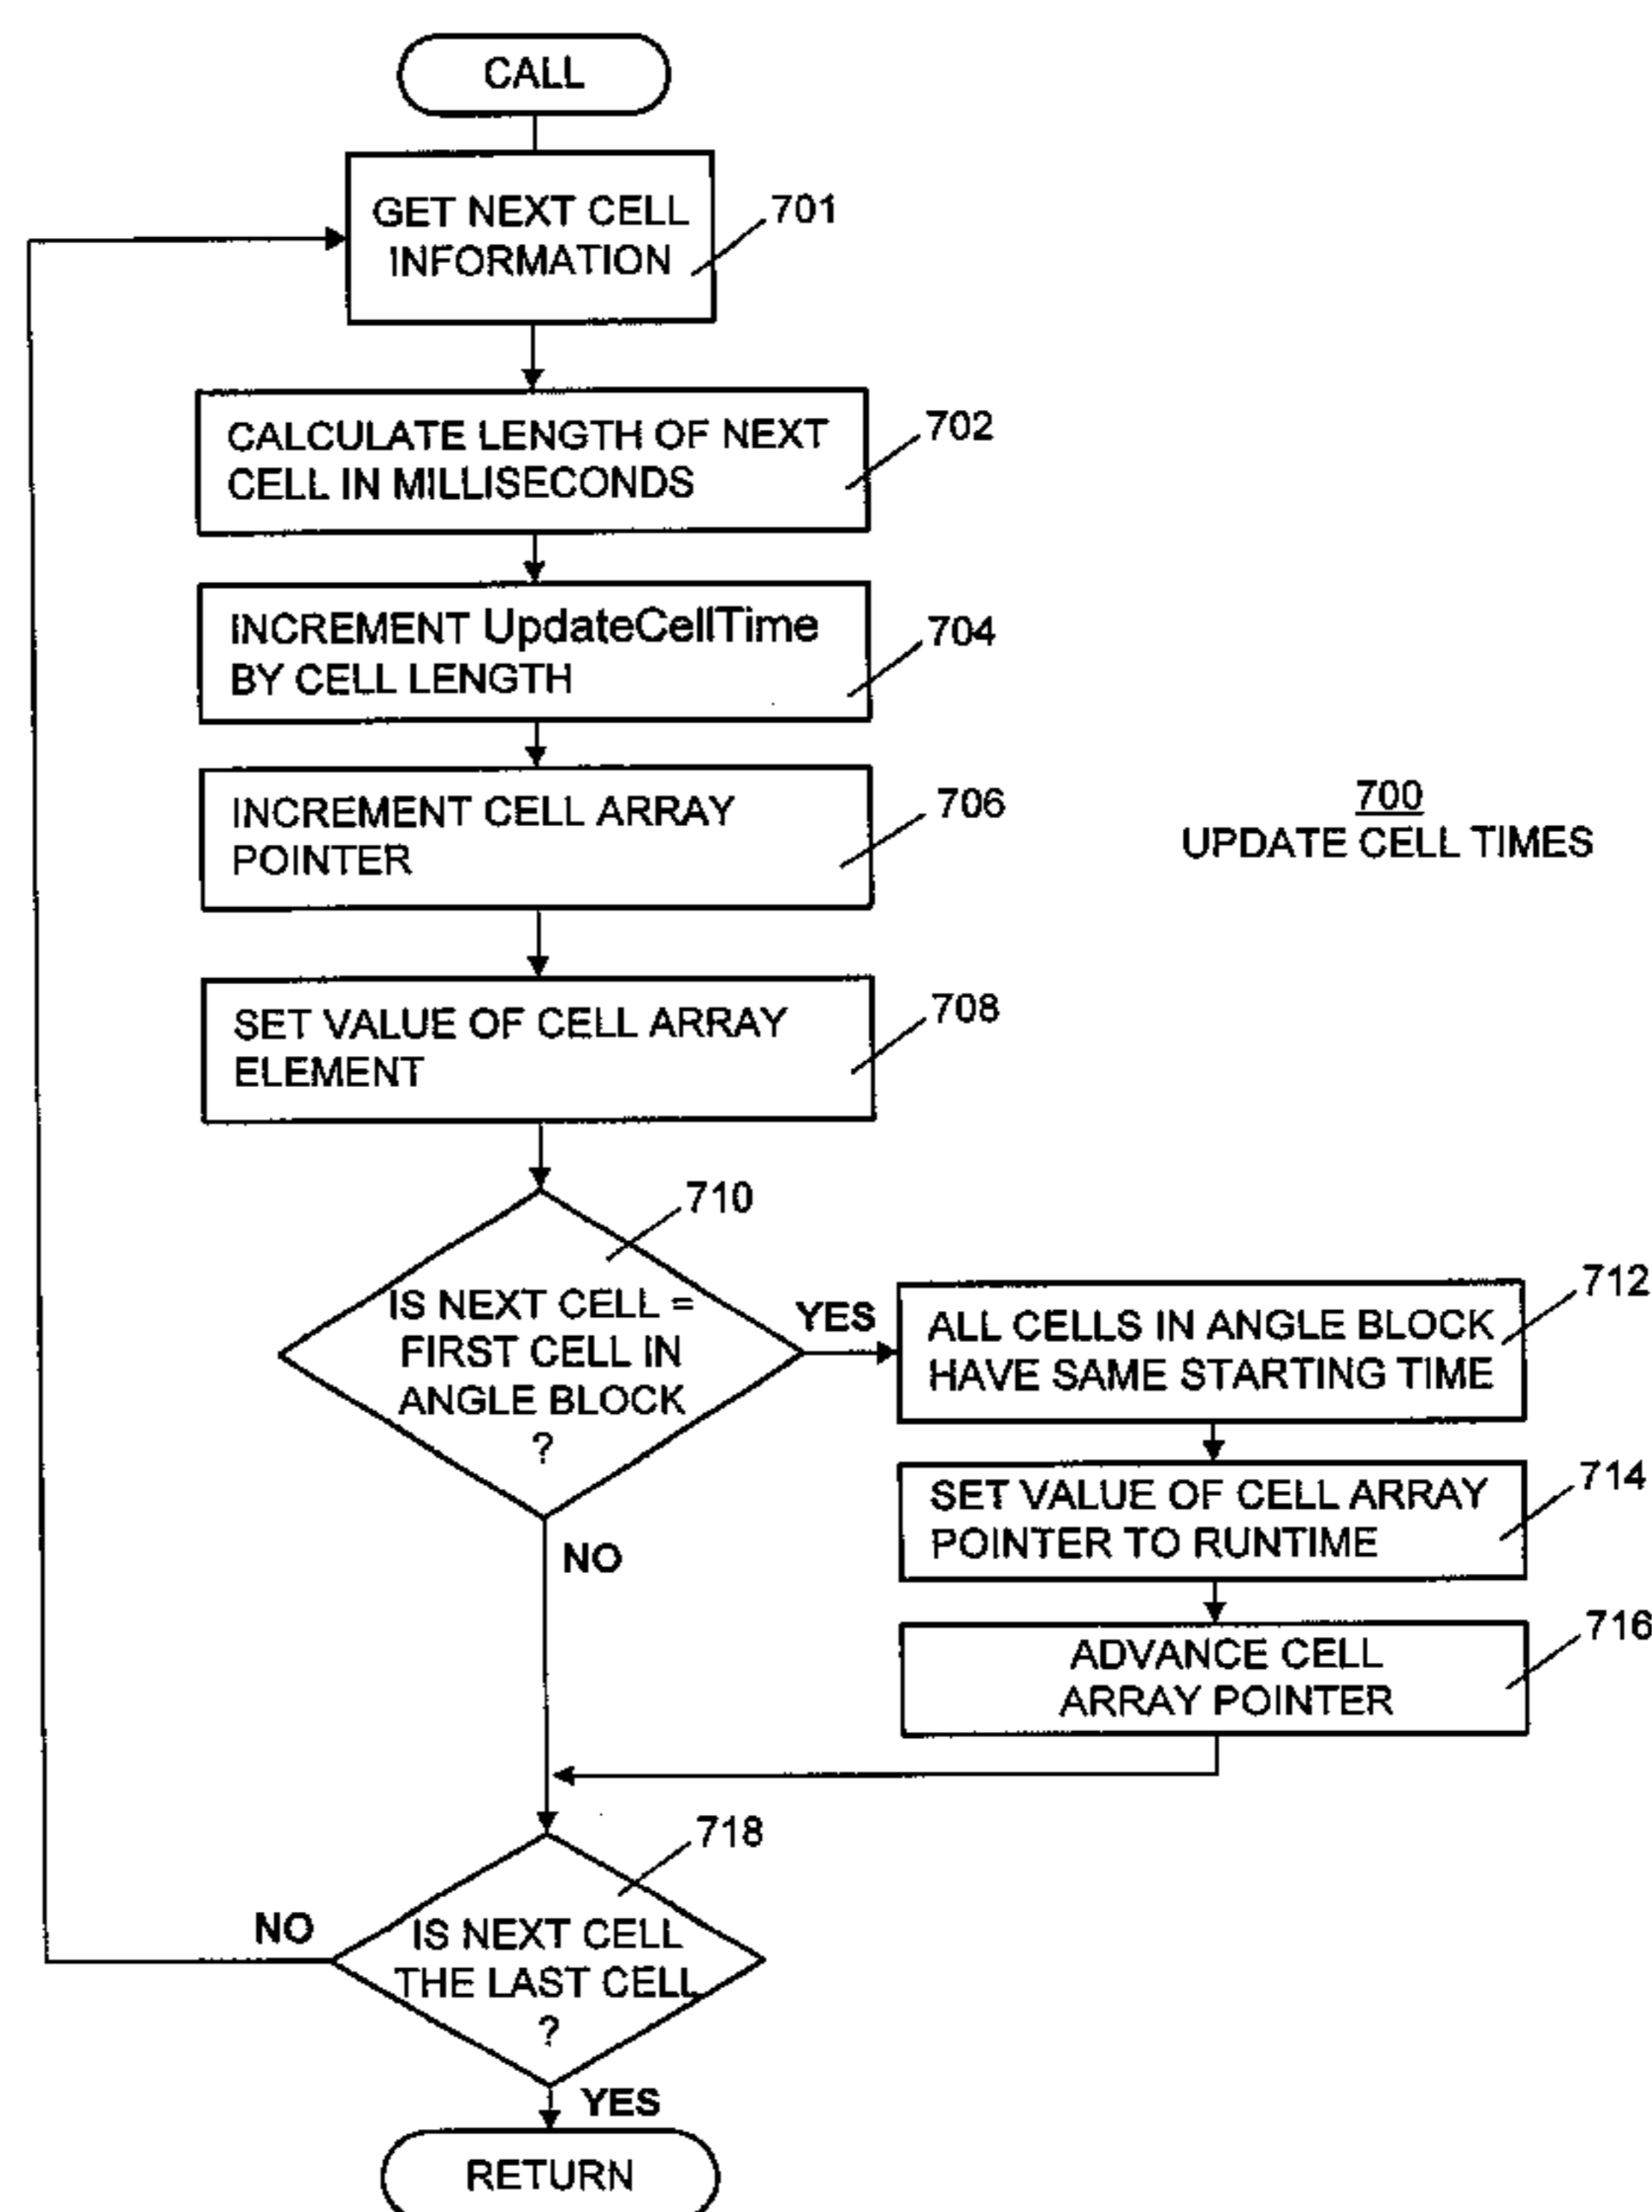 CALL
GET NEXT CELL
INFORMATION
701
CALCULATE LENGTH OF NEXT
CELL IN MILLISECONDS
702
INCREMENT UpdateCellTime
BY CELL LENGTH
704
INCREMENT CELL ARRAY
POINTER
706
700
UPDATE CELL TIMES
SET VALUE OF CELL ARRAY
ELEMENT
708
710
IS NEXT CELL =
FIRST CELL IN
ANGLE BLOCK
?
YES
ALL CELLS IN ANGLE BLOCK
HAVE SAME STARTING TIME
712
SET VALUE OF CELL ARRAY
POINTER TO RUNTIME
714
NO
ADVANCE CELL
ARRAY POINTER
716
718
IS NEXT CELL
THE LAST CELL
?
NO
YES
RETURN